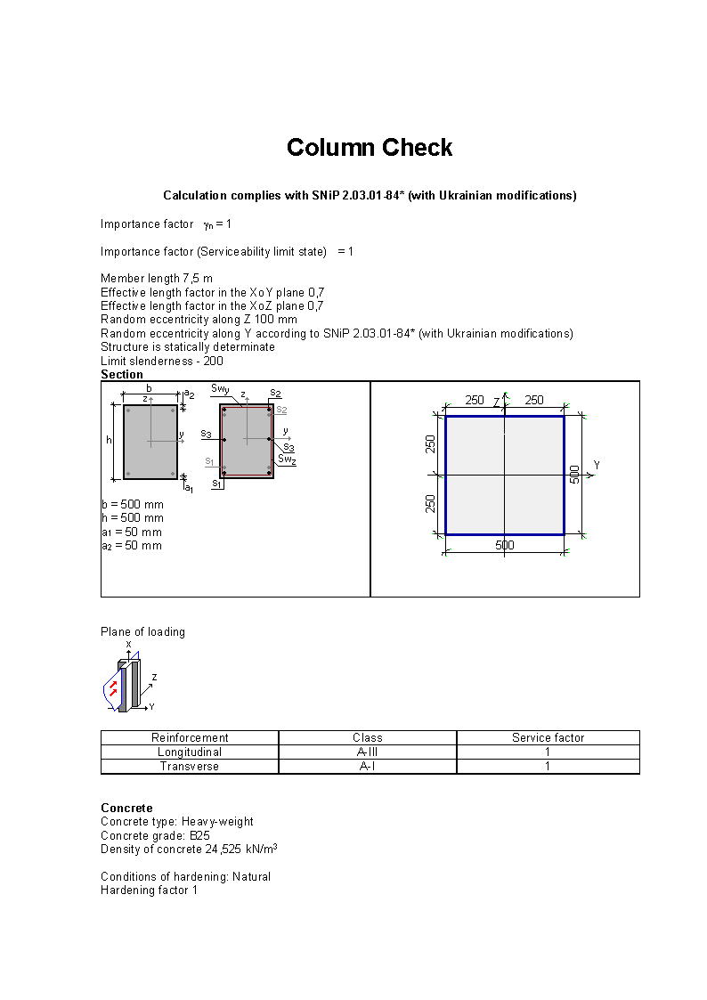 Column Check
Calculation complies with SNiP 2.03.01-84* (with Ukrainian modifications)
Importance factor γn = 1
Importance factor (Serviceability limit state) = 1
Member length 7,5 m
Effective length factor in the XoY plane 0,7
Effective length factor in the XoZ plane 0,7
Random eccentricity along Z 100 mm
Random eccentricity along Y according to SNiP 2.03.01-84* (with Ukrainian modifications)
Structure is statically determinate
Limit slenderness - 200
Section
b
a2
z
y
h
a1
Swy
z
S2
S2
y
S3
S3
S1
Swz
S1
b = 500 mm
h = 500 mm
a1 = 50 mm
a2 = 50 mm
250 Z 250
250
Y
500
250
500
Plane of loading
X
Z
Y
Reinforcement Class Service factor
Longitudinal A-III 1
Transverse A-I 1
Concrete
Concrete type: Heavy-weight
Concrete grade: B25
Density of concrete 24,525 kN/m3
Conditions of hardening: Natural
Hardening factor 1